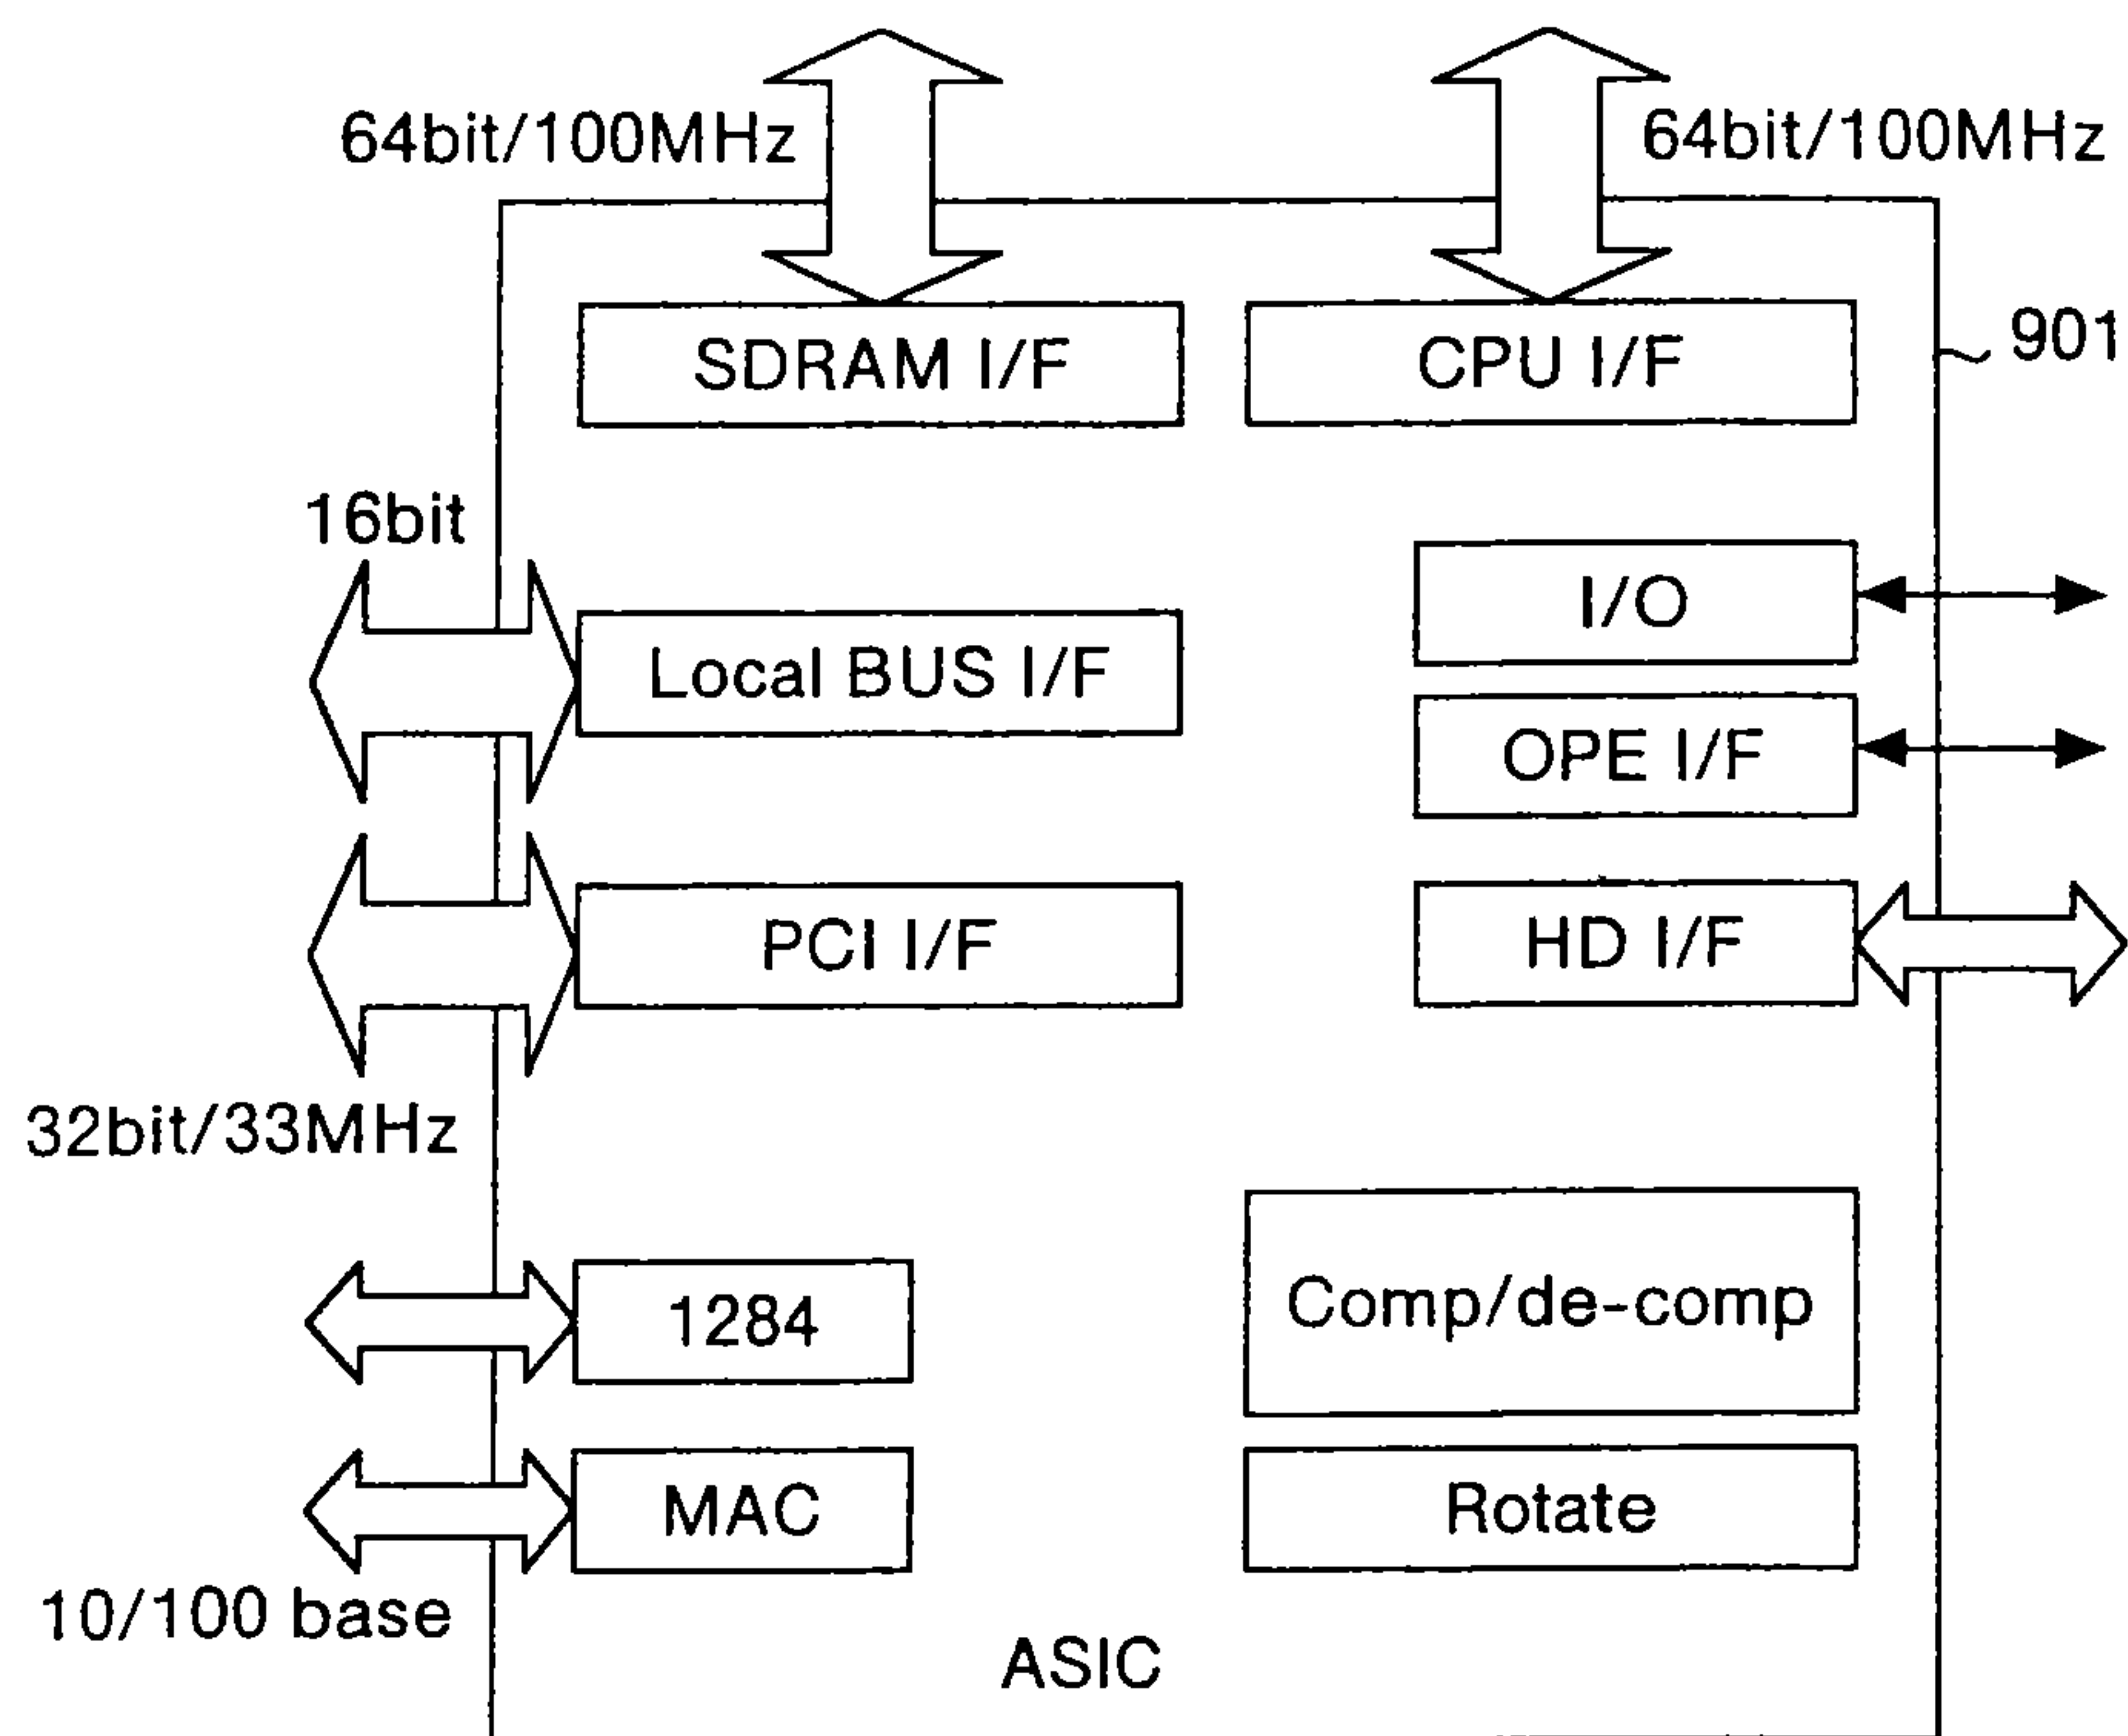 64bit/100MHz
64bit/100MHz
SDRAM I/F
CPU I/F
901
16bit
I/O
Local BUS I/F
OPE I/F
PCI I/F
HD I/F
32bit/33MHz
1284
Comp/de-comp
MAC
Rotate
10/100 base
ASIC